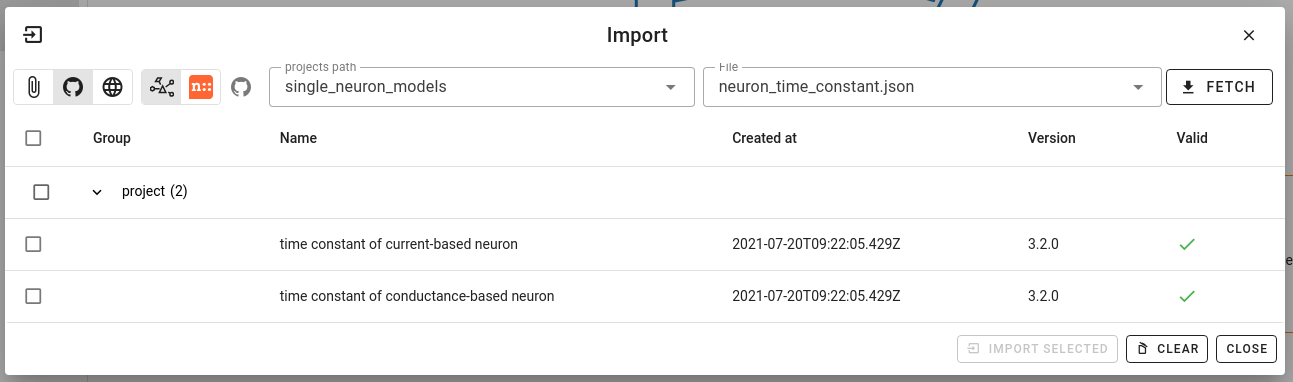 Import
projects path
File
n::
single_neuron_models
neuron_time_constant.json
FETCH
Group Name Created at Version Valid
project (2)
time constant of current-based neuron 2021-07-20T09:22:05.429Z 3.2.0
time constant of conductance-based neuron 2021-07-20T09:22:05.429Z 3.2.0
IMPORT SELECTED CLEAR CLOSE